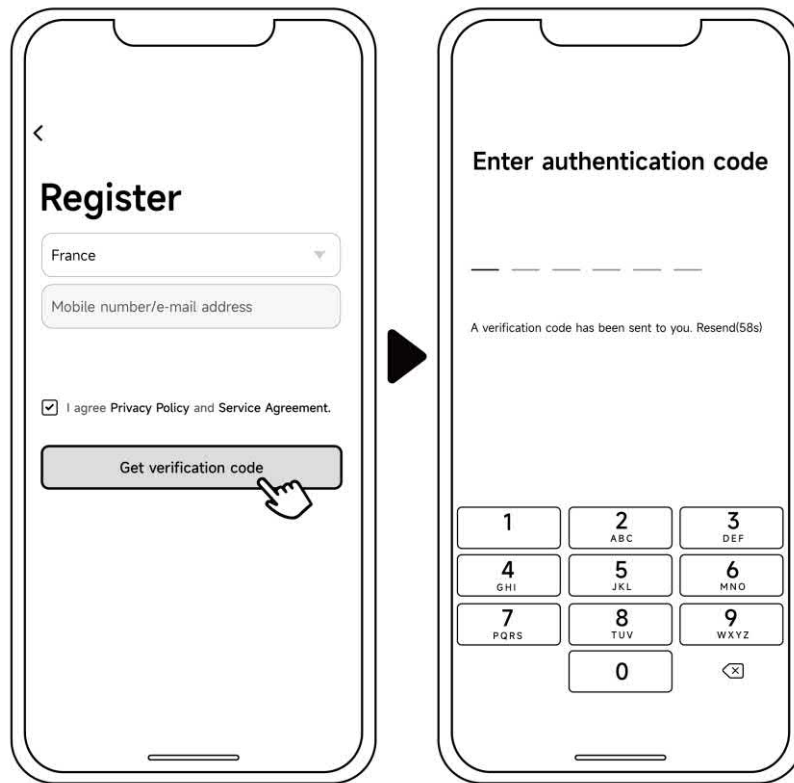 Register
France
Mobile number/e-mail address
I agree Privacy Policy and Service Agreement.
Get verification code
Enter authentication code
A verification code has been sent to you. Resend(58s)
1
2
ABC
3
DEF
4
GHI
5
JKL
6
MNO
7
PQRS
8
TUV
9
WXYZ
0